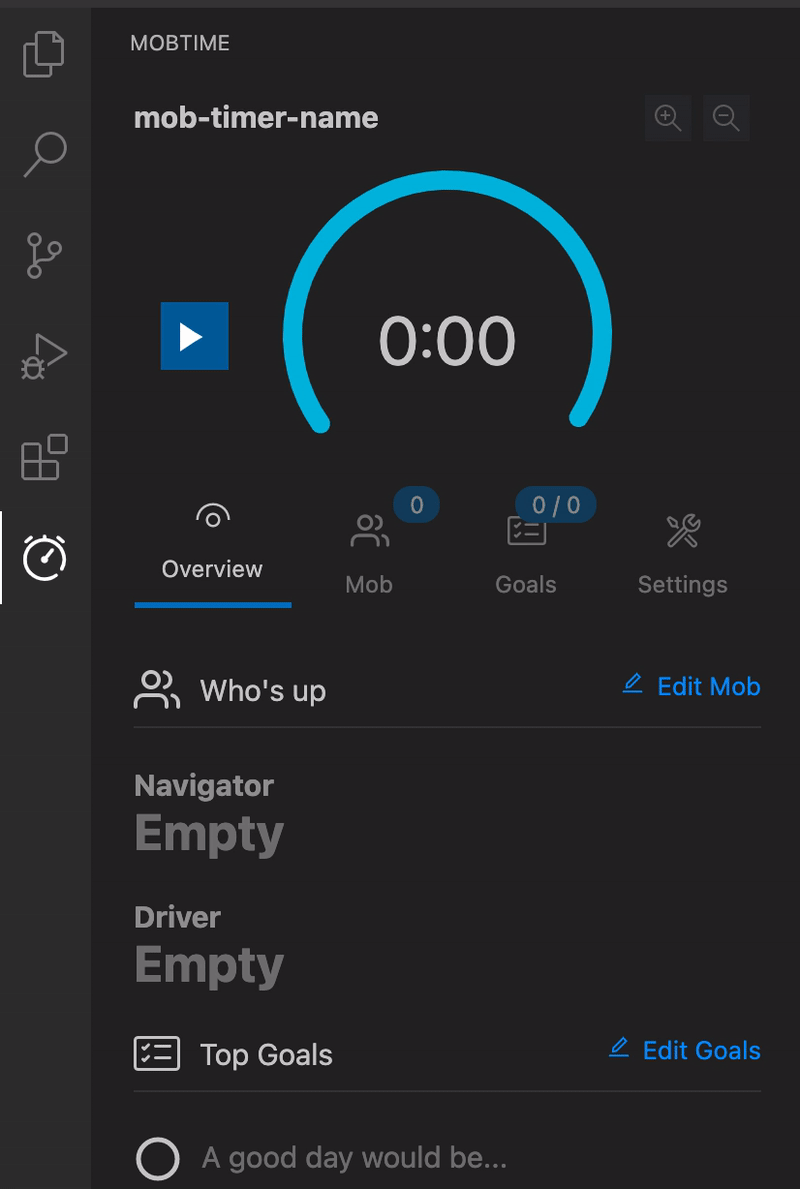 MOBTIME
mob-timer-name
0:00
0
0 / 0
Overview
Mob
Goals
Settings
Who's up
Edit Mob
Navigator
Empty
Driver
Empty
Top Goals
Edit Goals
A good day would be...